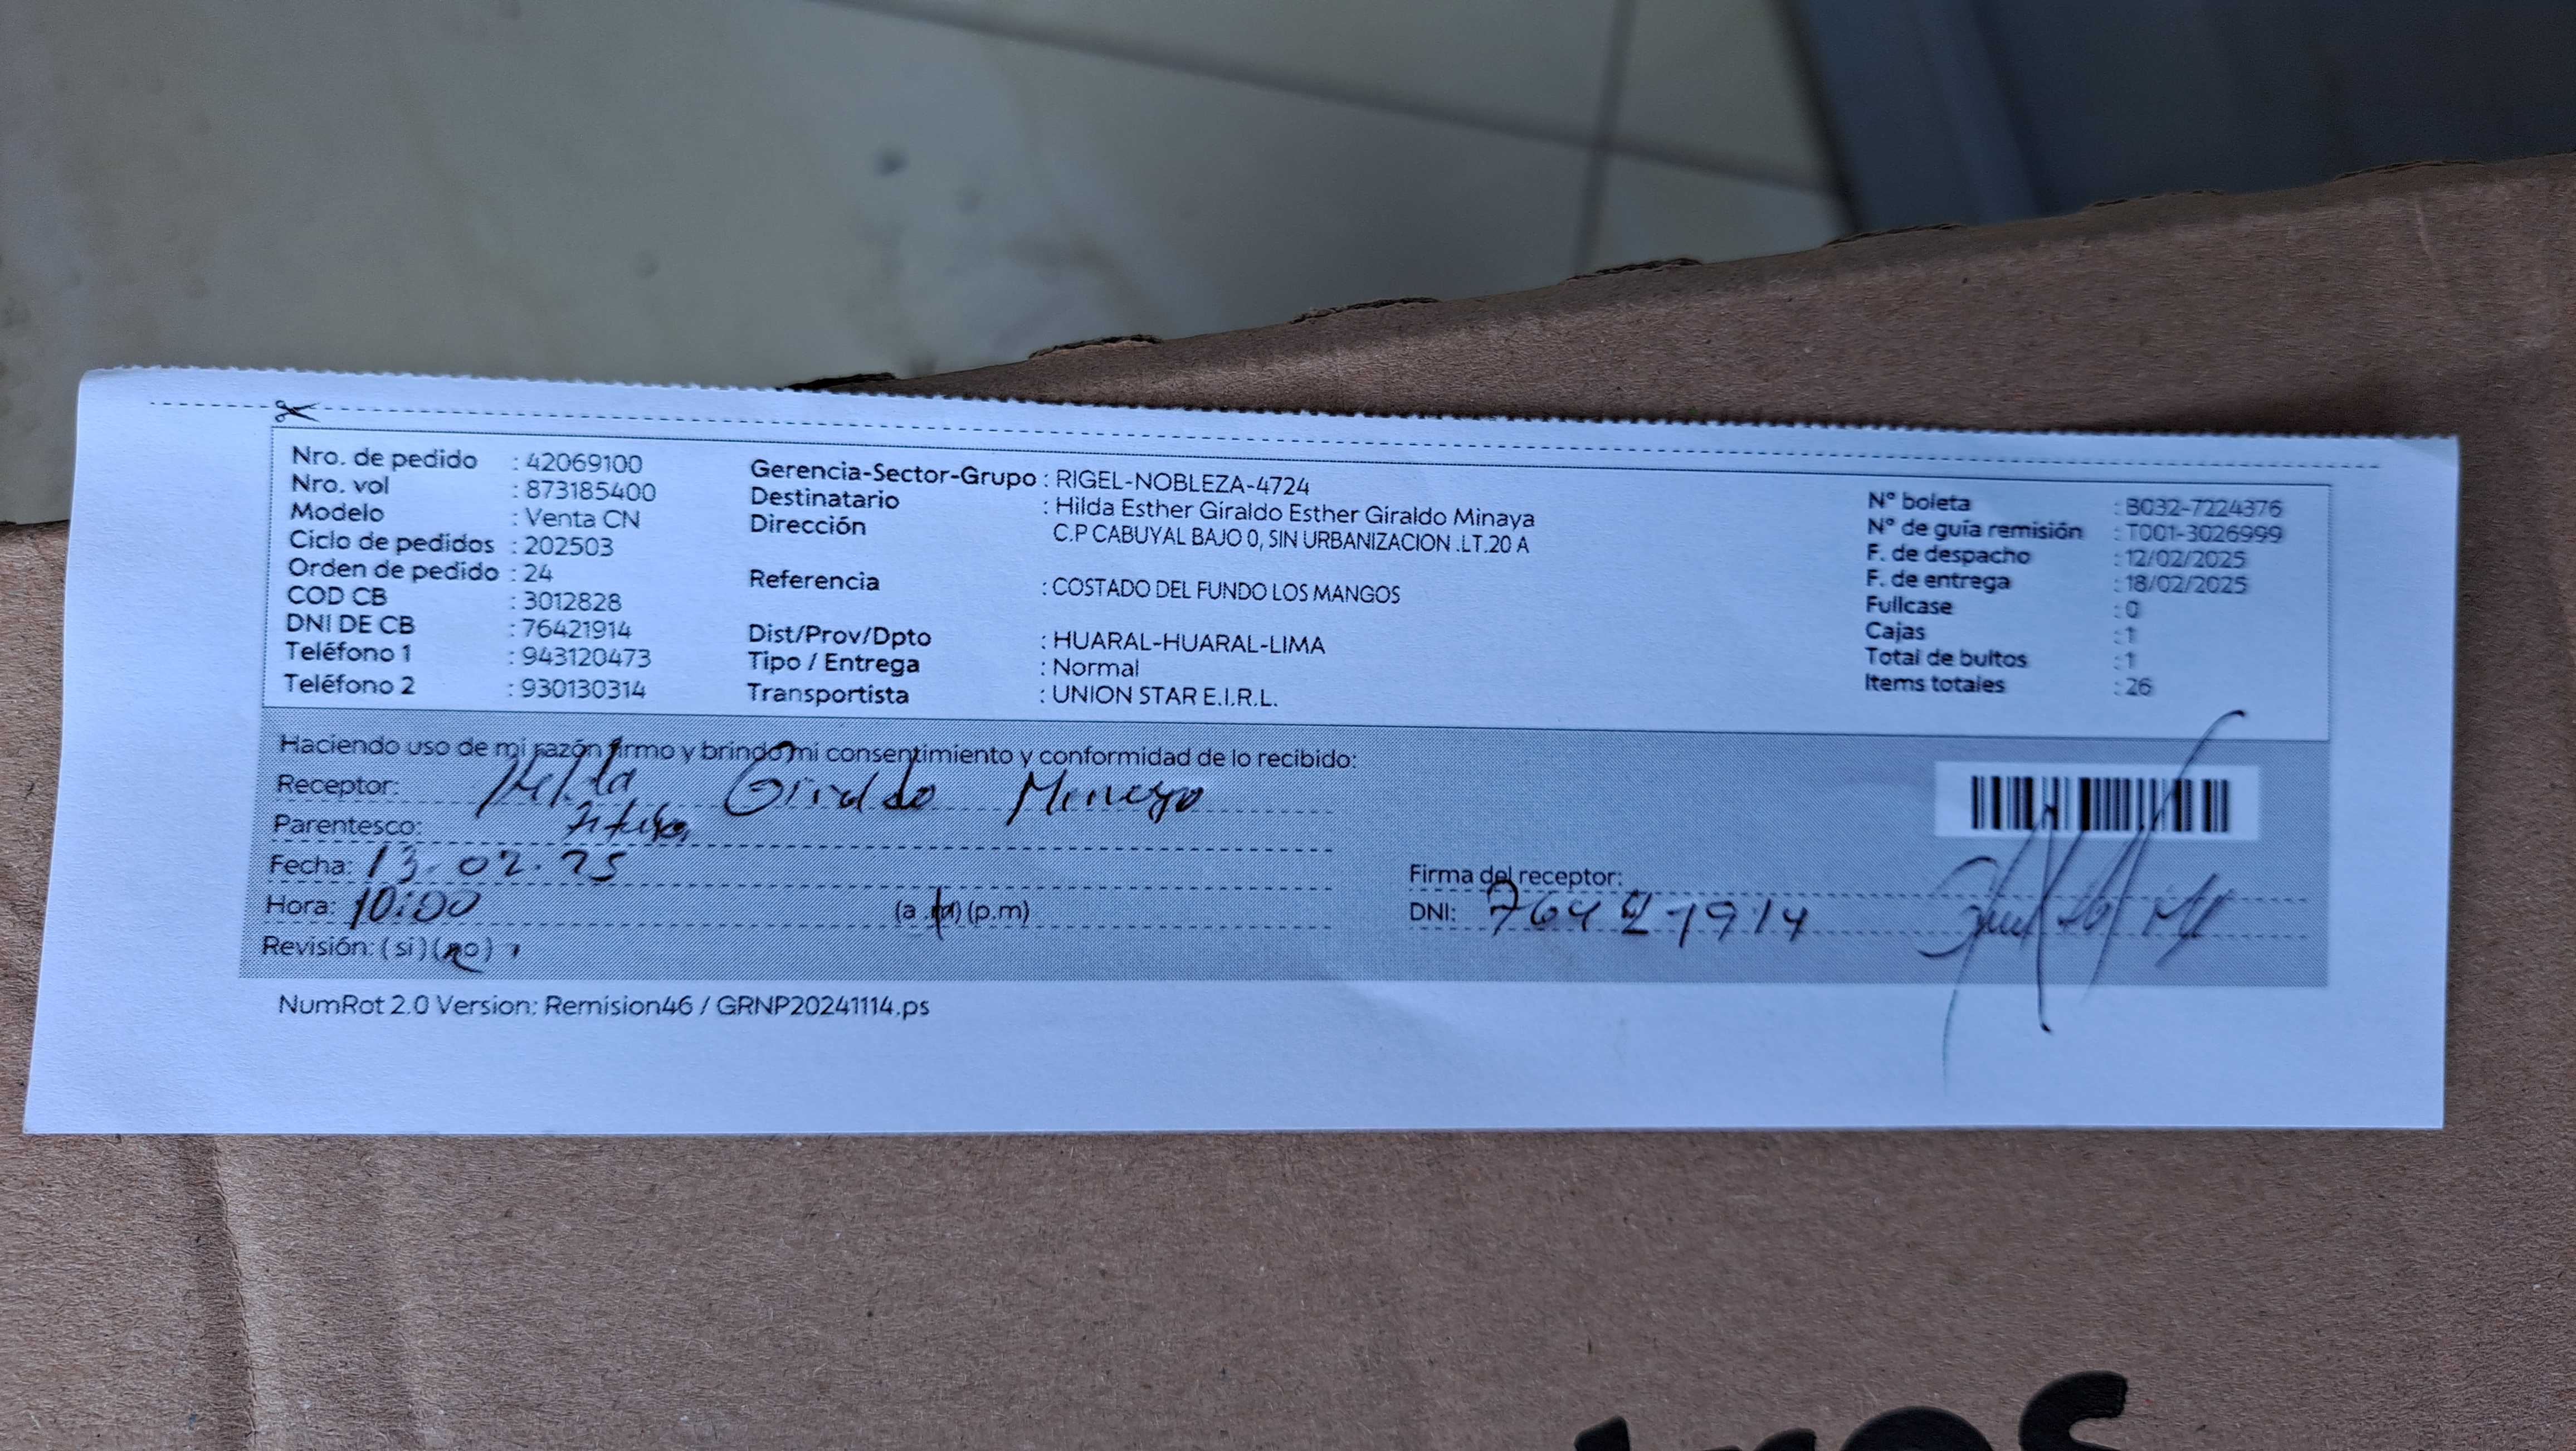 Nro. de pedido : 42069100
Nro. vol : 873185400
Modelo : Venta CN
Ciclo de pedidos : 202503
Orden de pedido : 24
COD CB : 3012828
DNI DE CB : 76421914
Teléfono 1 : 943120473
Teléfono 2 : 930130314
Gerencia-Sector-Grupo : RIGEL-NOBLEZA-4724
Destinatario : Hilda Esther Giraldo Esther Giraldo Minaya
Dirección C.P CABUYAL BAJO 0, SIN URBANIZACION .LT.20 A
Referencia : COSTADO DEL FUNDO LOS MANGOS
Dist/Prov/Dpto : HUARAL-HUARAL-LIMA
Tipo / Entrega : Normal
Transportista : UNION STAR E.I.R.L.
N° boleta : B032-7224376
N° de guía remisión : T001-3026999
F. de despacho : 12/02/2025
F. de entrega : 18/02/2025
Fullcase : 0
Cajas : 1
Total de bultos : 1
Items totales : 26
Haciendo uso de mi razón firmo y brindo mi consentimiento y conformidad de lo recibido:
Receptor: Hilda Giraldo Minaya
Parentesco: titular
Fecha: 13.02.25
Hora: 10:00 (a.m) (p.m)
Revisión: (si) (no)
Firma del receptor:
DNI: 76421914
NumRot 2.0 Version: Remision46 / GRNP20241114.ps